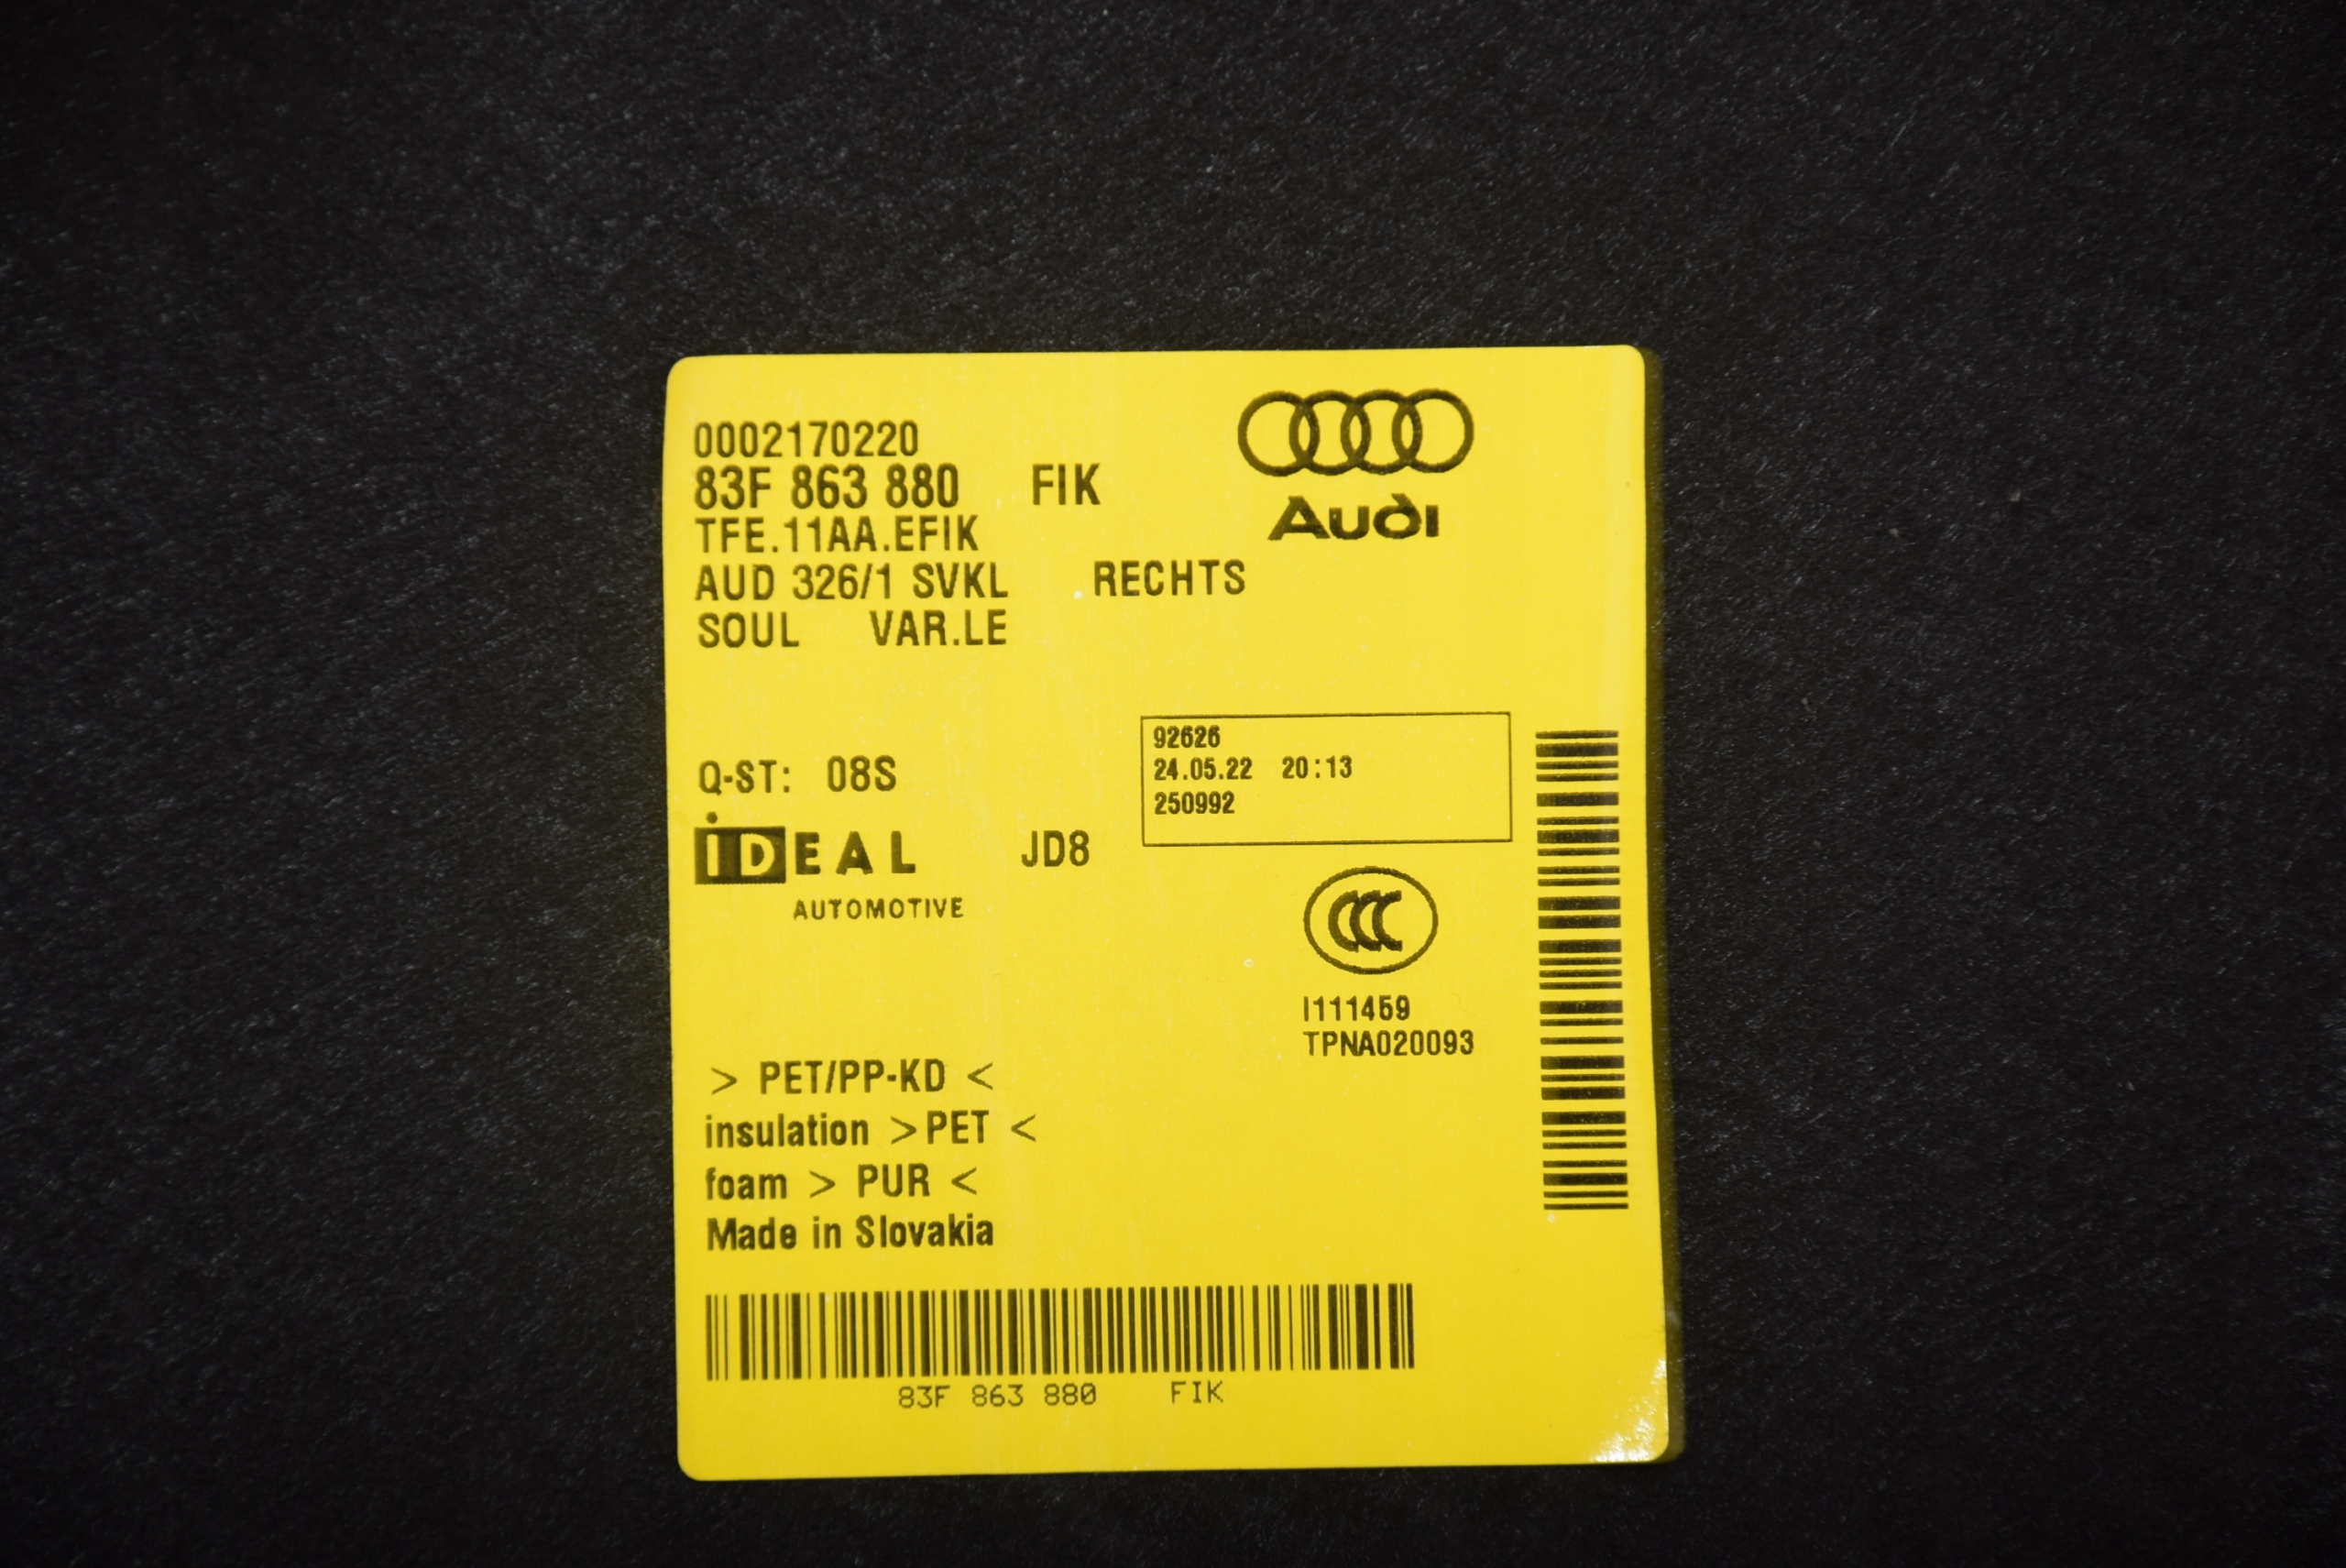 0002170220
83F 863 880 FIK
Audi
TFE.11AA.EFIK
AUD 326/1 SVKL .RECHTS
SOUL VAR.LE
92626
24.05.22 20:13
250992
Q-ST: 08S
iDEAL JD8
AUTOMOTIVE
CCC
I111459
TPNA020093
> PET/PP-KD <
insulation >PET <
foam > PUR <
Made in Slovakia
83F 863 880 FIK